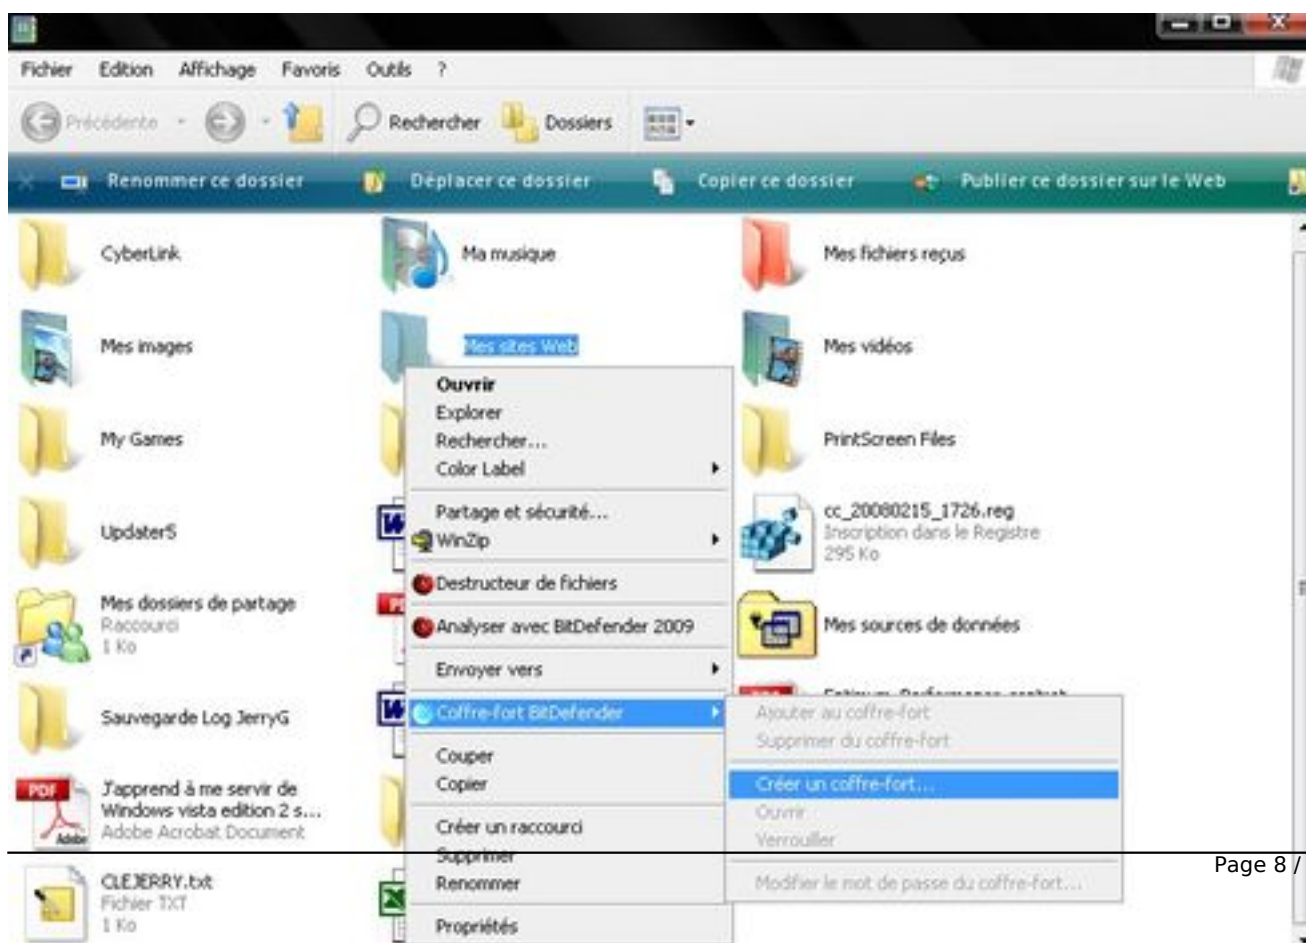 Fichier Edition Affichage Favoris Outils ?
Précédente Rechercher Dossiers
Renommer ce dossier Déplacer ce dossier Copier ce dossier Publier ce dossier sur le Web
CyberLink Ma musique Mes fichiers reçus
Mes images Mes sites Web Mes vidéos
My Games PrintScreen Files
Updater5
cc_20080215_1726.reg
Inscription dans le Registre
295 Ko
Mes dossiers de partage
Raccourci
1 Ko
Mes sources de données
Sauvegarde Log JerryG
PDF
J'apprend à me servir de
Windows vista edition 2 s...
Adobe Acrobat Document
Adobe
CLEJERRY.txt
Fichier TXT
1 Ko
Ouvrir
Explorer
Rechercher...
Color Label
Partage et sécurité...
WinZip
Destructeur de fichiers
Analyser avec BitDefender 2009
Envoyer vers
Coffre-fort BitDefender
Couper
Copier
Créer un raccourci
Supprimer
Renommer
Propriétés
Ajouter au coffre-fort
Supprimer du coffre-fort
Créer un coffre-fort...
Ouvrir
Verrouiller
Modifier le mot de passe du coffre-fort...
Page 8 /